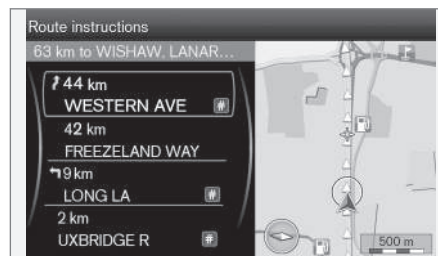 Route instructions
63 km to WISHAW, LANAR...
44 km
WESTERN AVE #
42 km
FREEZELAND WAY
9 km
LONG LA #
2 km
UXBRIDGE R #
500 m